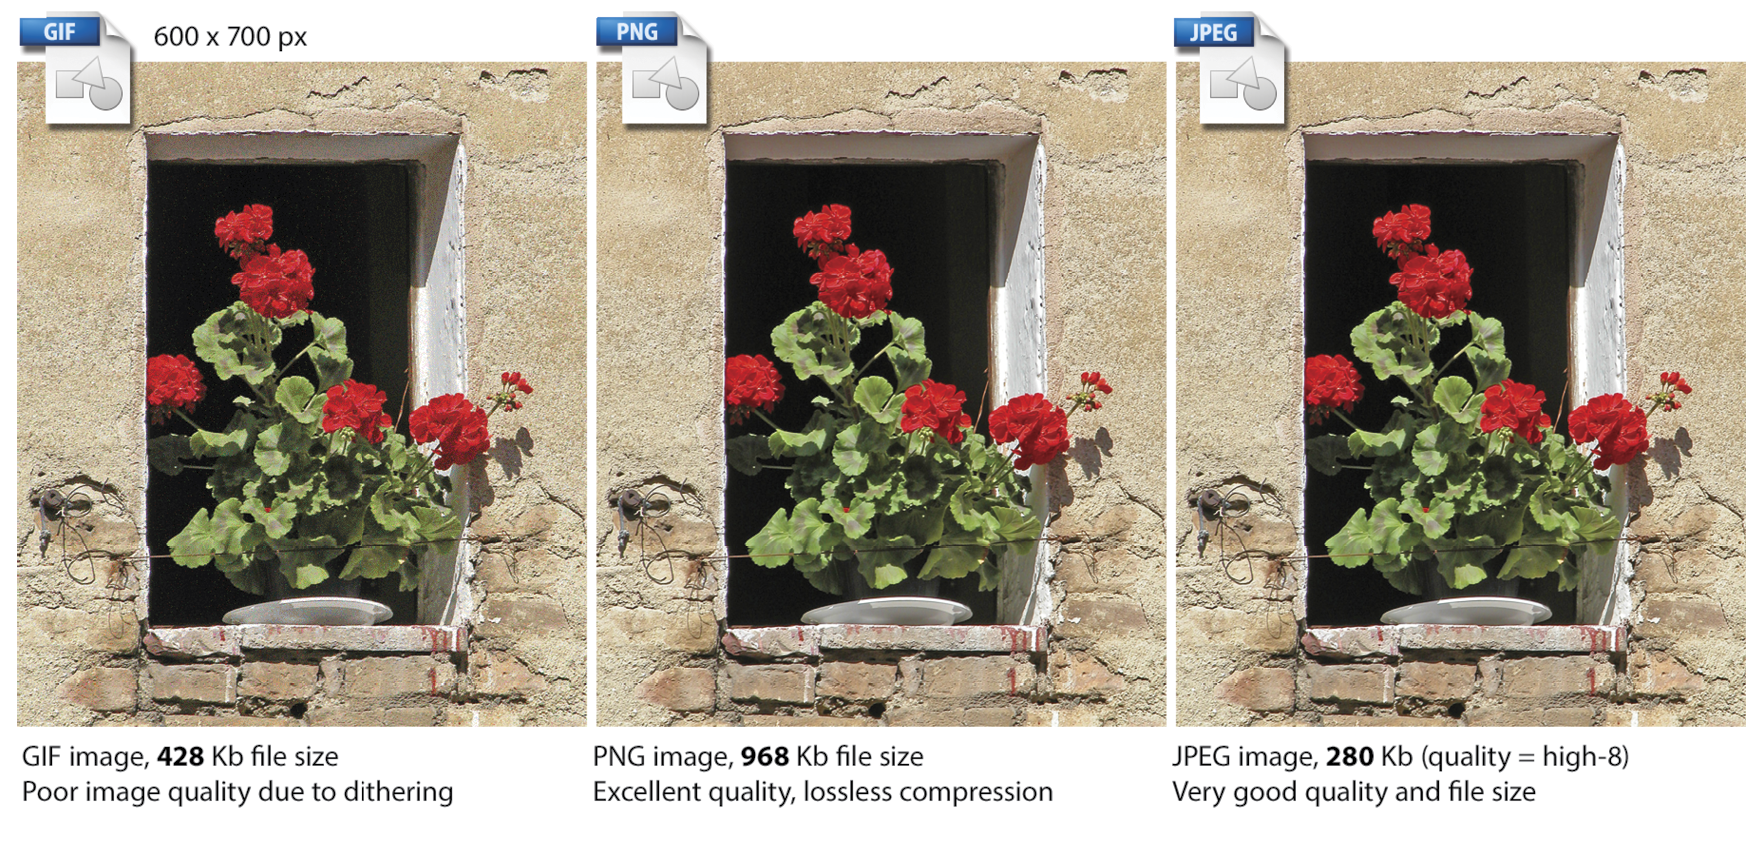 GIF
600 x 700 px
PNG
JPEG
GIF image, 428 Kb file size
Poor image quality due to dithering
PNG image, 968 Kb file size
Excellent quality, lossless compression
JPEG image, 280 Kb (quality = high-8)
Very good quality and file size